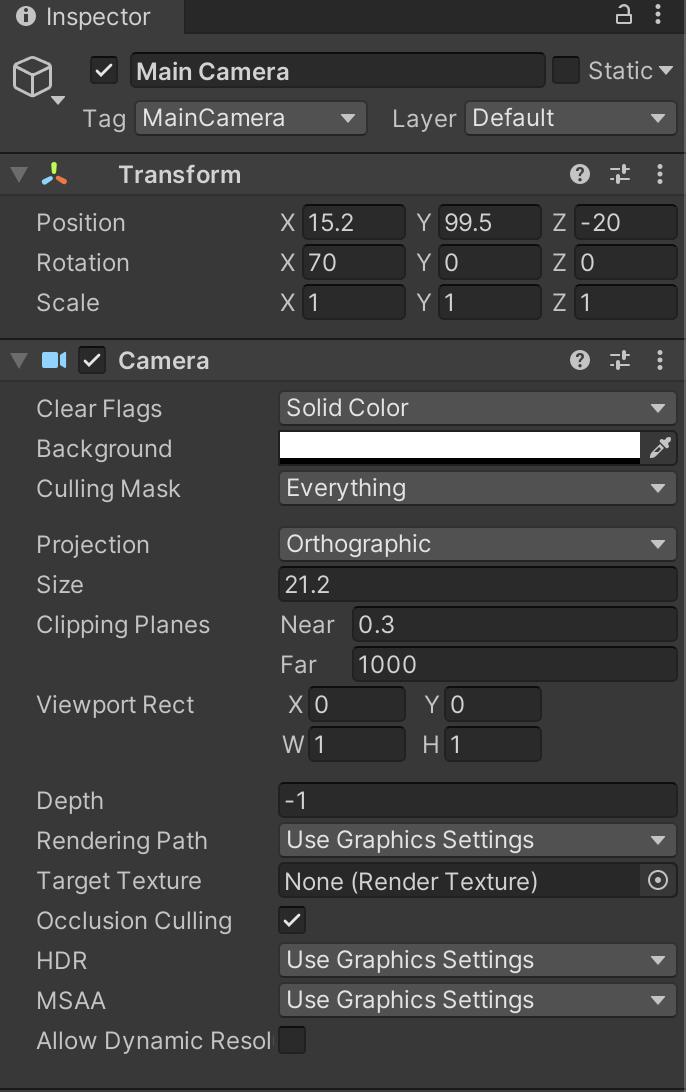 Inspector
Main Camera Static
Tag MainCamera Layer Default
Transform
Position X 15.2 Y 99.5 Z -20
Rotation X 70 Y 0 Z 0
Scale X 1 Y 1 Z 1
Camera
Clear Flags Solid Color
Background
Culling Mask Everything
Projection Orthographic
Size 21.2
Clipping Planes Near 0.3
Far 1000
Viewport Rect X 0 Y 0
W 1 H 1
Depth -1
Rendering Path Use Graphics Settings
Target Texture None (Render Texture)
Occlusion Culling
HDR Use Graphics Settings
MSAA Use Graphics Settings
Allow Dynamic Resol